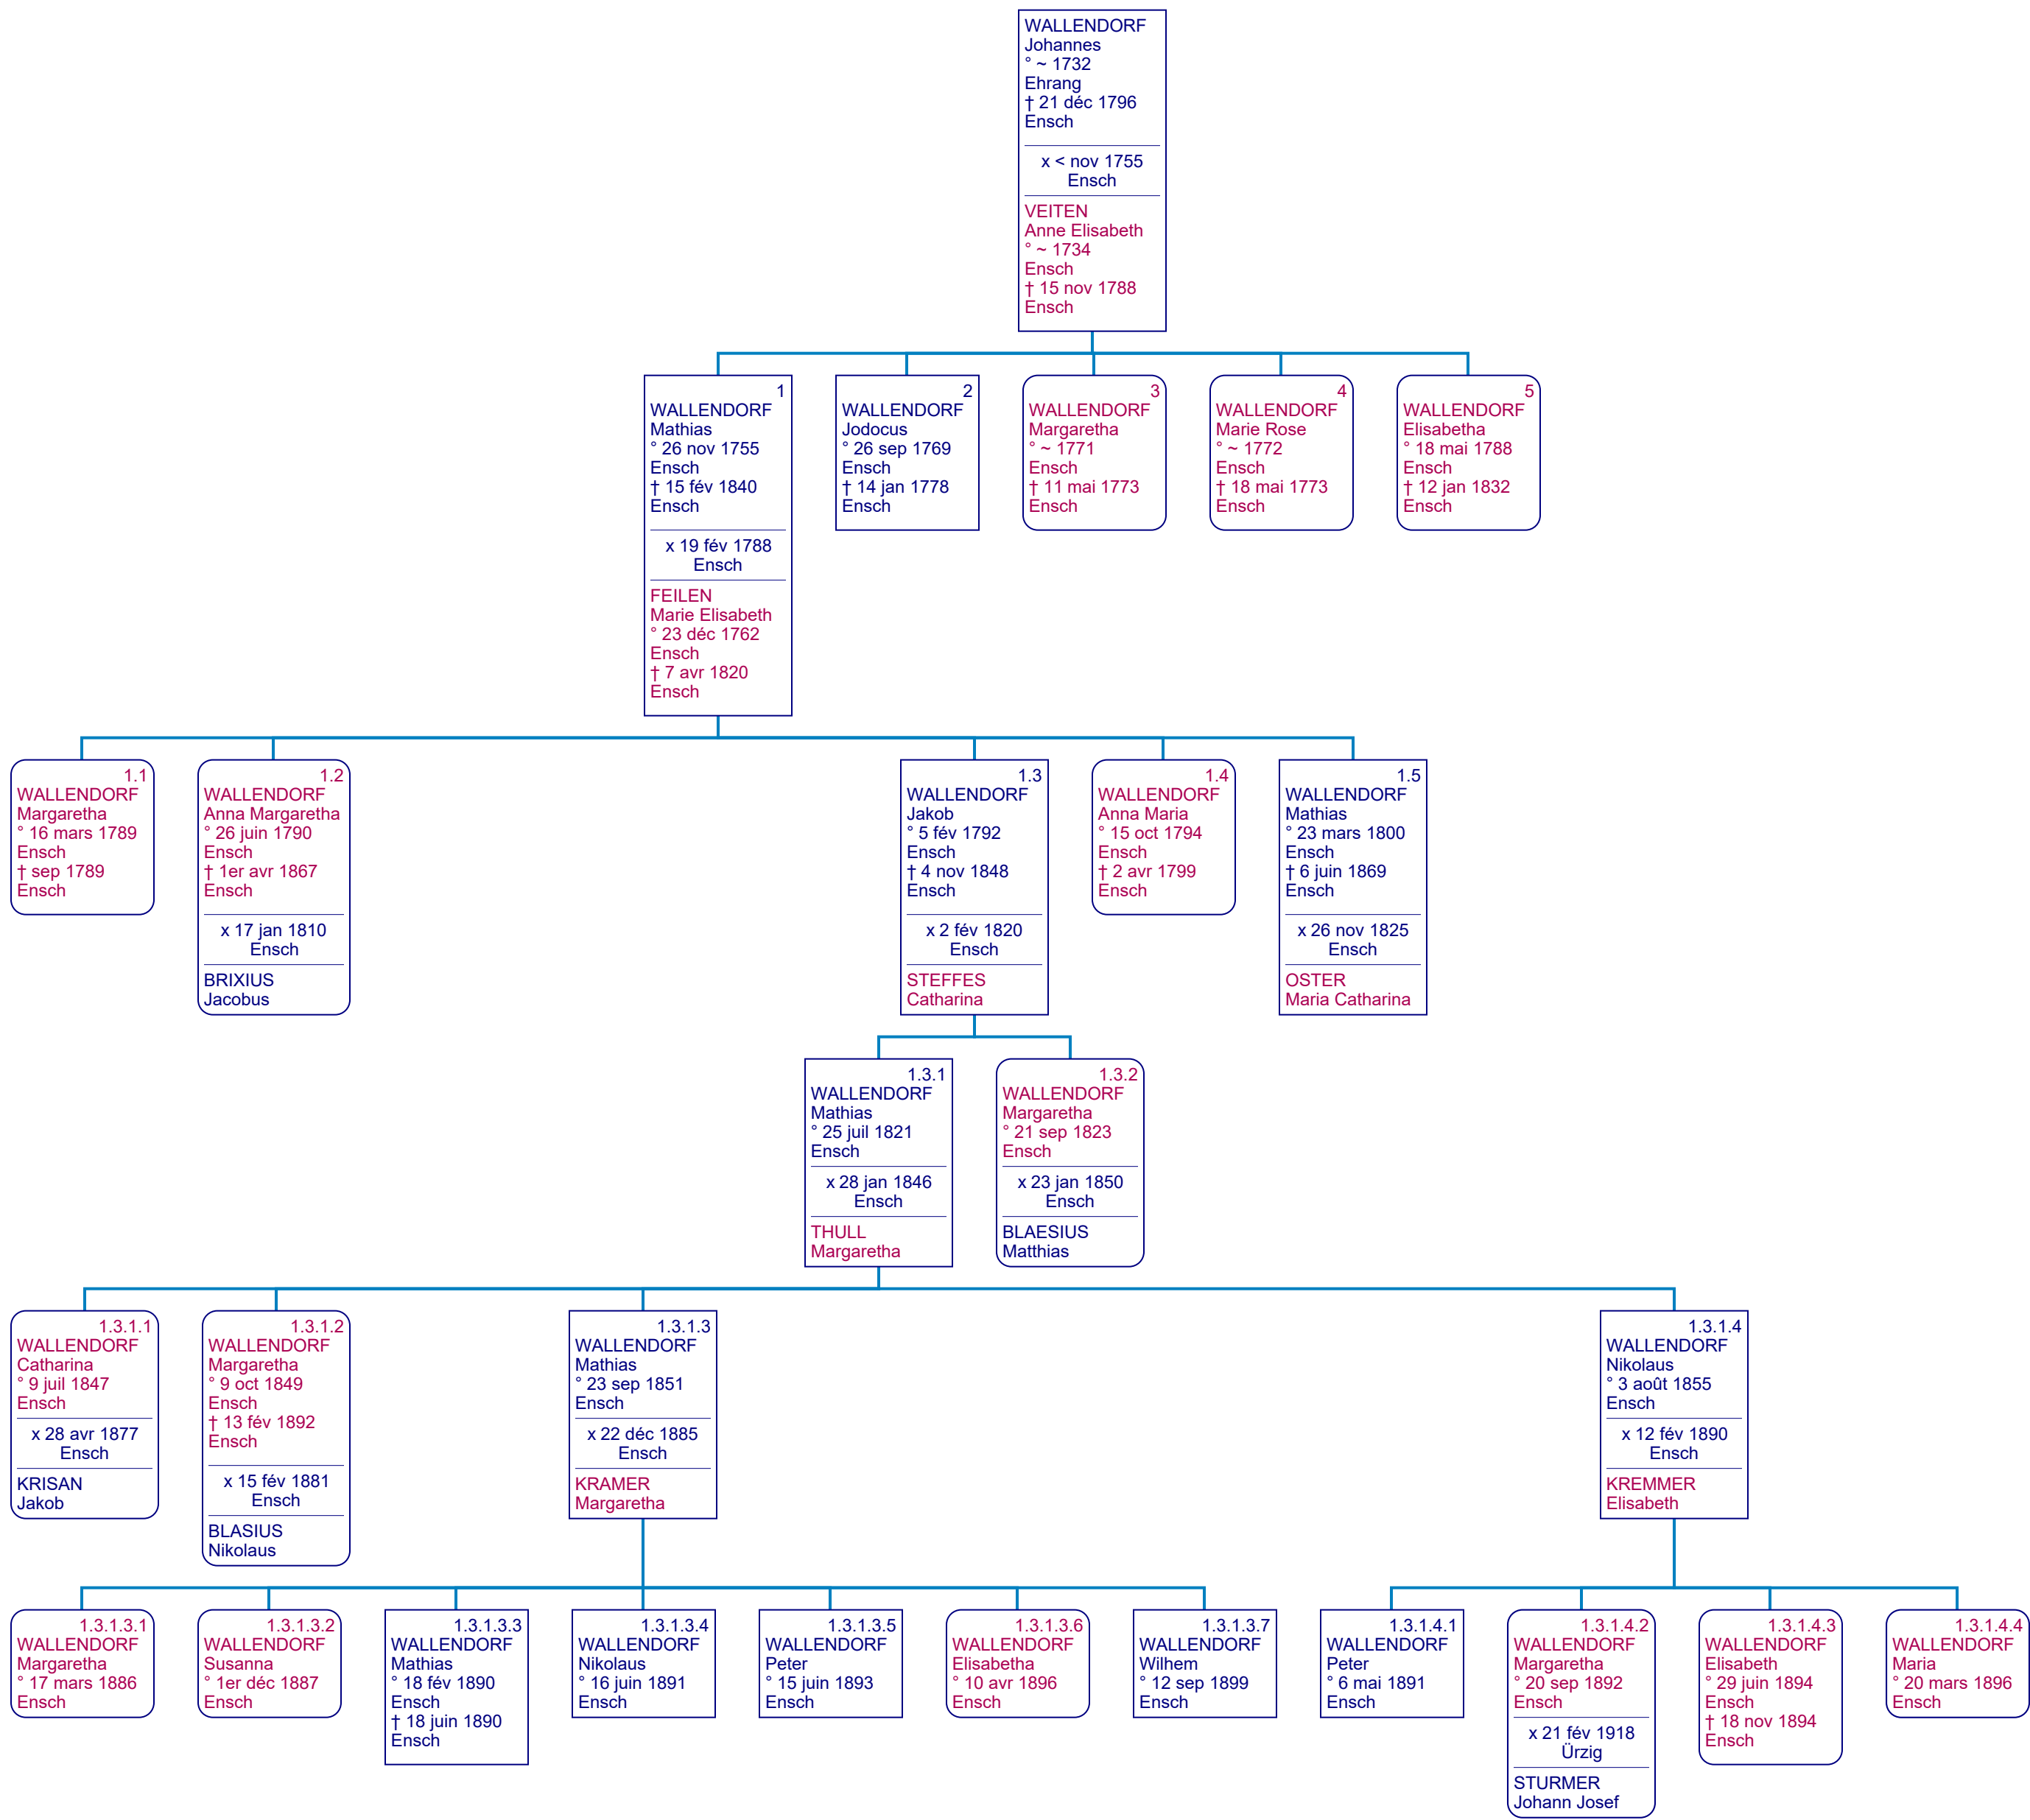 WALLENDORF
Johannes
° ~ 1732
Ehrang
† 21 déc 1796
Ensch
x < nov 1755
Ensch
VEITEN
Anne Elisabeth
° ~ 1734
Ensch
† 15 nov 1788
Ensch
1
WALLENDORF
Mathias
° 26 nov 1755
Ensch
† 15 fév 1840
Ensch
x 19 fév 1788
Ensch
FEILEN
Marie Elisabeth
° 23 déc 1762
Ensch
† 7 avr 1820
Ensch
2
WALLENDORF
Jodocus
° 26 sep 1769
Ensch
† 14 jan 1778
Ensch
3
WALLENDORF
Margaretha
° ~ 1771
Ensch
† 11 mai 1773
Ensch
4
WALLENDORF
Marie Rose
° ~ 1772
Ensch
† 18 mai 1773
Ensch
5
WALLENDORF
Elisabetha
° 18 mai 1788
Ensch
† 12 jan 1832
Ensch
1.1
WALLENDORF
Margaretha
° 16 mars 1789
Ensch
† sep 1789
Ensch
1.2
WALLENDORF
Anna Margaretha
° 26 juin 1790
Ensch
† 1er avr 1867
Ensch
x 17 jan 1810
Ensch
BRIXIUS
Jacobus
1.3
WALLENDORF
Jakob
° 5 fév 1792
Ensch
† 4 nov 1848
Ensch
x 2 fév 1820
Ensch
STEFFES
Catharina
1.4
WALLENDORF
Anna Maria
° 15 oct 1794
Ensch
† 2 avr 1799
Ensch
1.5
WALLENDORF
Mathias
° 23 mars 1800
Ensch
† 6 juin 1869
Ensch
x 26 nov 1825
Ensch
OSTER
Maria Catharina
1.3.1
WALLENDORF
Mathias
° 25 juil 1821
Ensch
x 28 jan 1846
Ensch
THULL
Margaretha
1.3.2
WALLENDORF
Margaretha
° 21 sep 1823
Ensch
x 23 jan 1850
Ensch
BLAESIUS
Matthias
1.3.1.1
WALLENDORF
Catharina
° 9 juil 1847
Ensch
x 28 avr 1877
Ensch
KRISAN
Jakob
1.3.1.2
WALLENDORF
Margaretha
° 9 oct 1849
Ensch
† 13 fév 1892
Ensch
x 15 fév 1881
Ensch
BLASIUS
Nikolaus
1.3.1.3
WALLENDORF
Mathias
° 23 sep 1851
Ensch
x 22 déc 1885
Ensch
KRAMER
Margaretha
1.3.1.4
WALLENDORF
Nikolaus
° 3 août 1855
Ensch
x 12 fév 1890
Ensch
KREMMER
Elisabeth
1.3.1.3.1
WALLENDORF
Margaretha
° 17 mars 1886
Ensch
1.3.1.3.2
WALLENDORF
Susanna
° 1er déc 1887
Ensch
1.3.1.3.3
WALLENDORF
Mathias
° 18 fév 1890
Ensch
† 18 juin 1890
Ensch
1.3.1.3.4
WALLENDORF
Nikolaus
° 16 juin 1891
Ensch
1.3.1.3.5
WALLENDORF
Peter
° 15 juin 1893
Ensch
1.3.1.3.6
WALLENDORF
Elisabetha
° 10 avr 1896
Ensch
1.3.1.3.7
WALLENDORF
Wilhem
° 12 sep 1899
Ensch
1.3.1.4.1
WALLENDORF
Peter
° 6 mai 1891
Ensch
1.3.1.4.2
WALLENDORF
Margaretha
° 20 sep 1892
Ensch
x 21 fév 1918
Ürzig
STURMER
Johann Josef
1.3.1.4.3
WALLENDORF
Elisabeth
° 29 juin 1894
Ensch
† 18 nov 1894
Ensch
1.3.1.4.4
WALLENDORF
Maria
° 20 mars 1896
Ensch